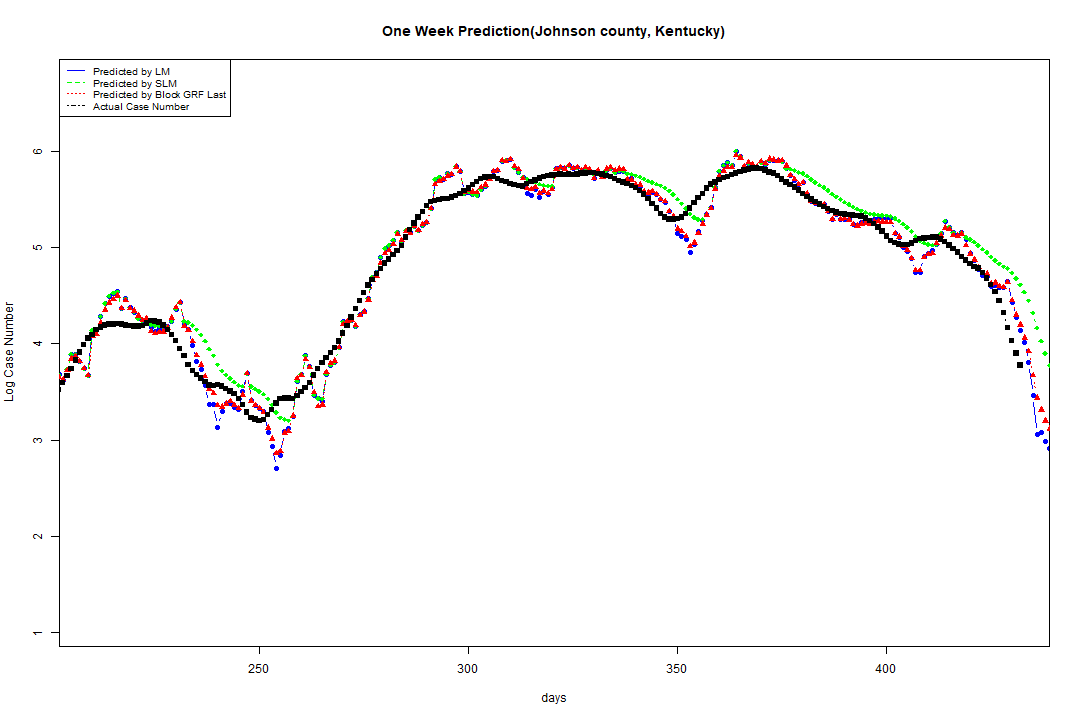 One Week Prediction(Johnson county, Kentucky)
Predicted by LM
Predicted by SLM
Predicted by Block GRF Last
Actual Case Number
6
5
4
3
2
1
Log Case Number
250 300 350 400
days